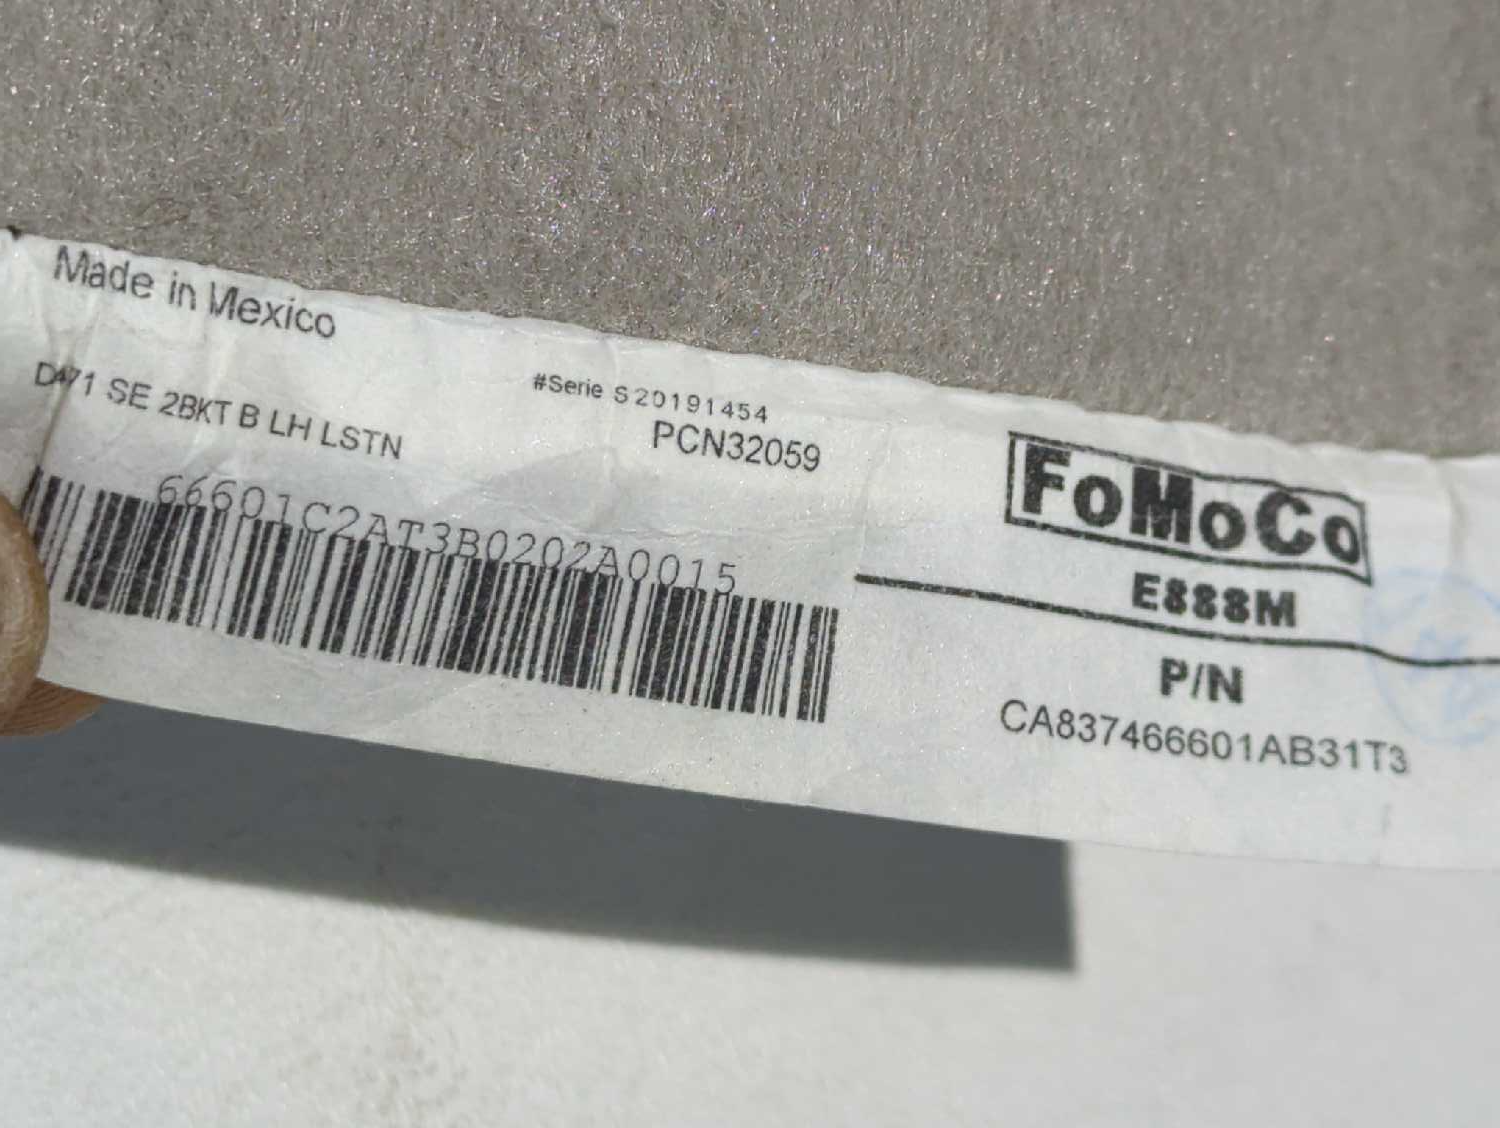 Made in Mexico
D471 SE 2BKT B LH LSTN
#Serie S20191454
PCN32059
66601C2AT3B0202A0015
FoMoCo
E888M
P/N
CA837466601AB31T3